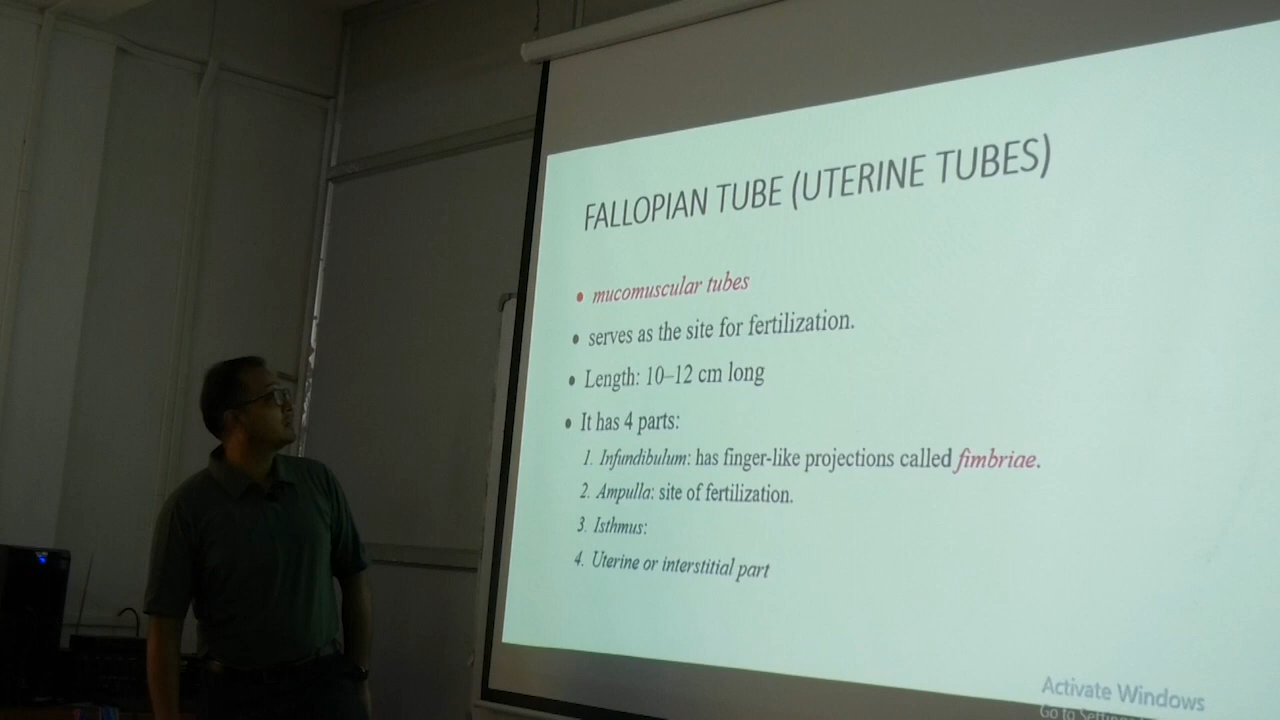 FALLOPIAN TUBE (UTERINE TUBES)
• mucomuscular tubes
• serves as the site for fertilization.
• Length: 10–12 cm long
• It has 4 parts:
1. Infundibulum: has finger-like projections called fimbriae.
2. Ampulla: site of fertilization.
3. Isthmus:
4. Uterine or interstitial part
Activate Windows
Go to